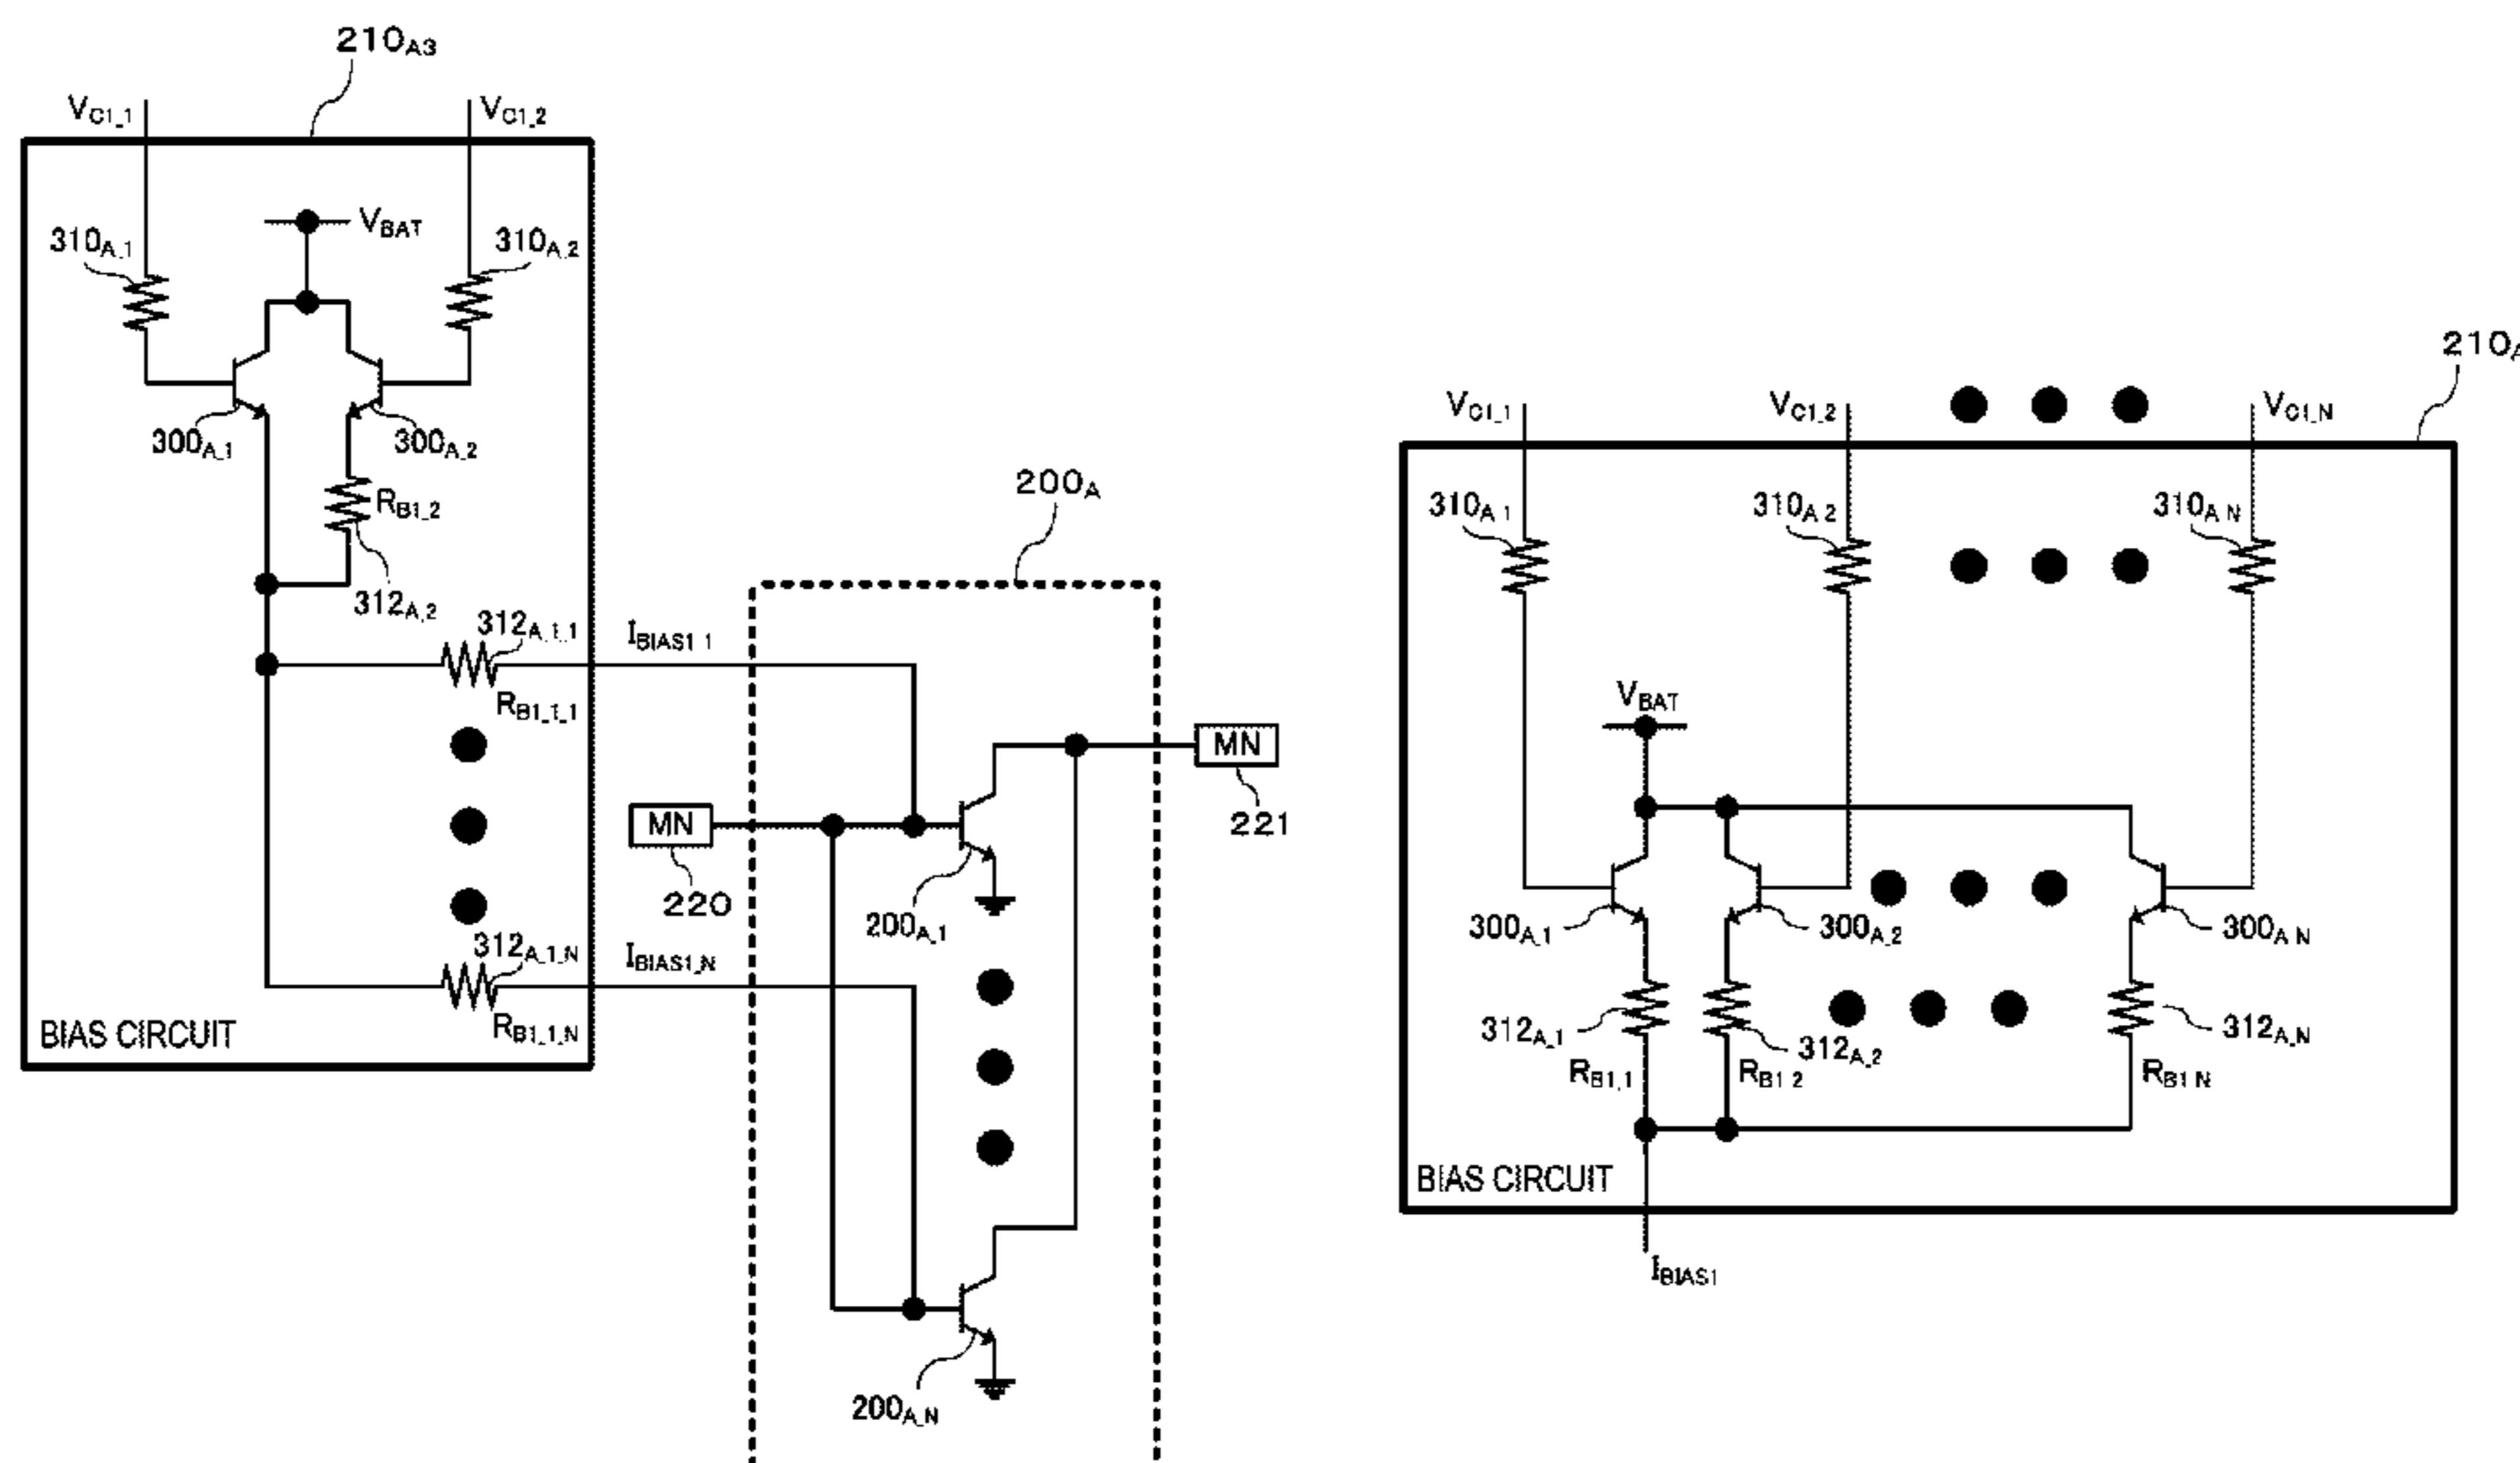 210A3
VC1_1
VC1_2
VBAT
310A_1
310A_2
300A_1
300A_2
RB1_2
312A_2
312A_1_1
IBIAS1_1
RB1_1_1
312A_1_N
IBIAS1_N
RB1_1_N
BIAS CIRCUIT
200A
MN
220
MN
221
200A_1
200A_N
210A
VC1_1
VC1_2
VC1_N
310A_1
310A_2
310A_N
VBAT
300A_1
300A_2
300A_N
312A_1
312A_2
312A_N
RB1_1
RB1_2
RB1_N
BIAS CIRCUIT
IBIAS1